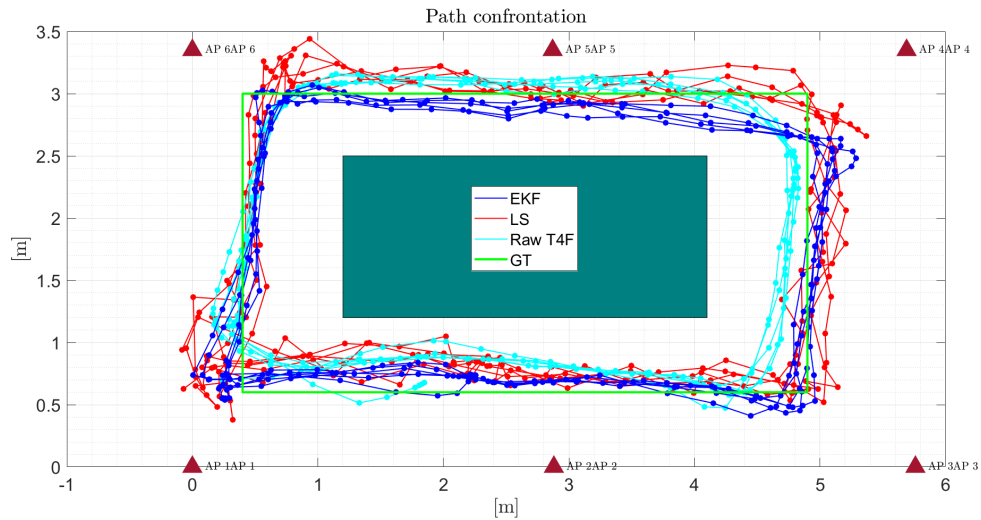 Path confrontation
3.5
AP 6AP 6
AP 5AP 5
AP 4AP 4
3
2.5
EKF
LS
Raw T4F
GT
2
[m]
1.5
1
0.5
0
AP 1AP 1
AP 2AP 2
AP 3AP 3
-1
0
1
2
3
4
5
6
[m]